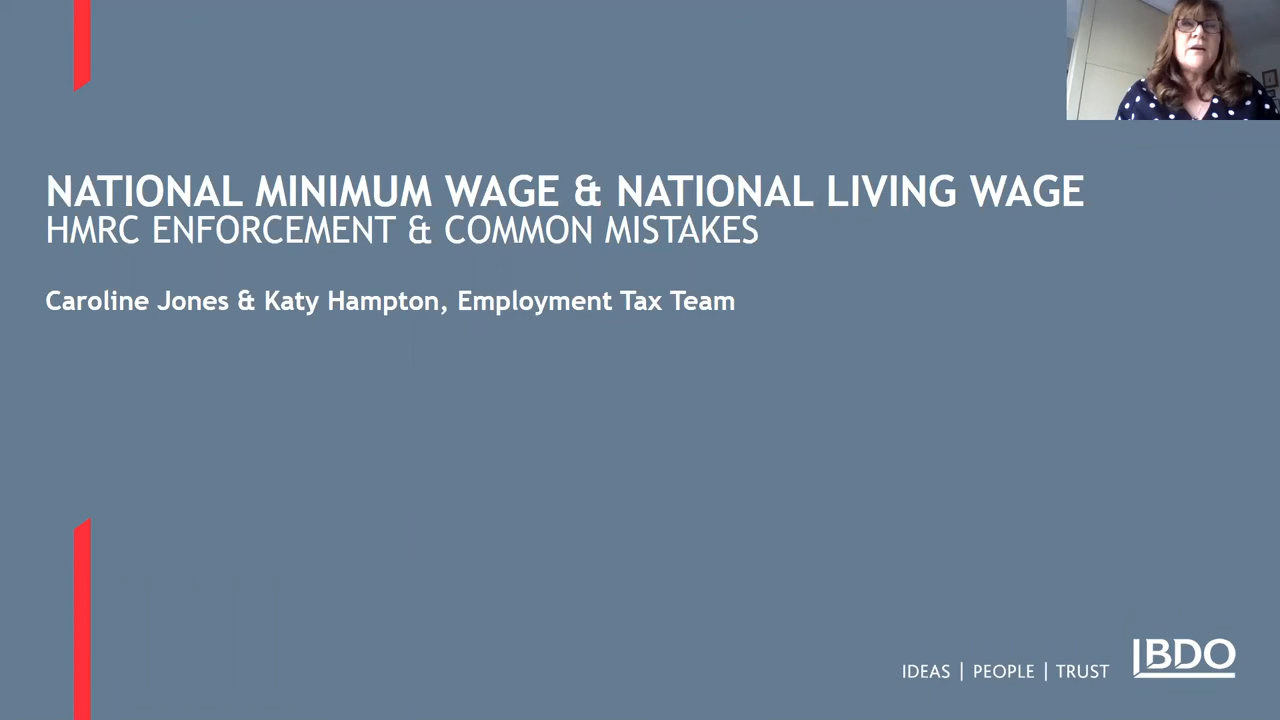 NATIONAL MINIMUM WAGE & NATIONAL LIVING WAGE
HMRC ENFORCEMENT & COMMON MISTAKES
Caroline Jones & Katy Hampton, Employment Tax Team
IDEAS | PEOPLE | TRUST
BDO